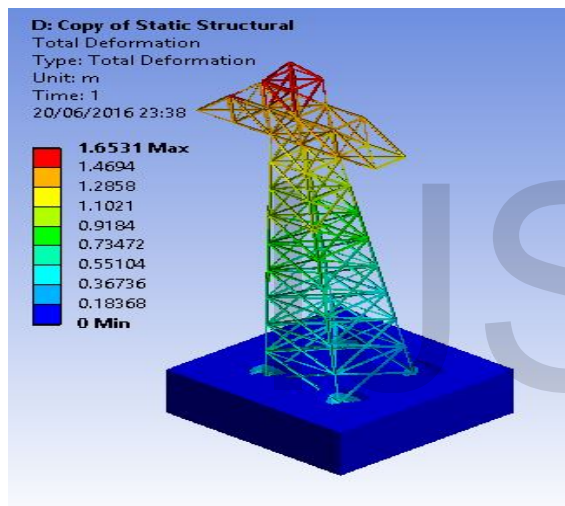 D: Copy of Static Structural
Total Deformation
Type: Total Deformation
Unit: m
Time: 1
20/06/2016 23:38
1.6531 Max
1.4694
1.2858
1.1021
0.9184
0.73472
0.55104
0.36736
0.18368
0 Min
JS